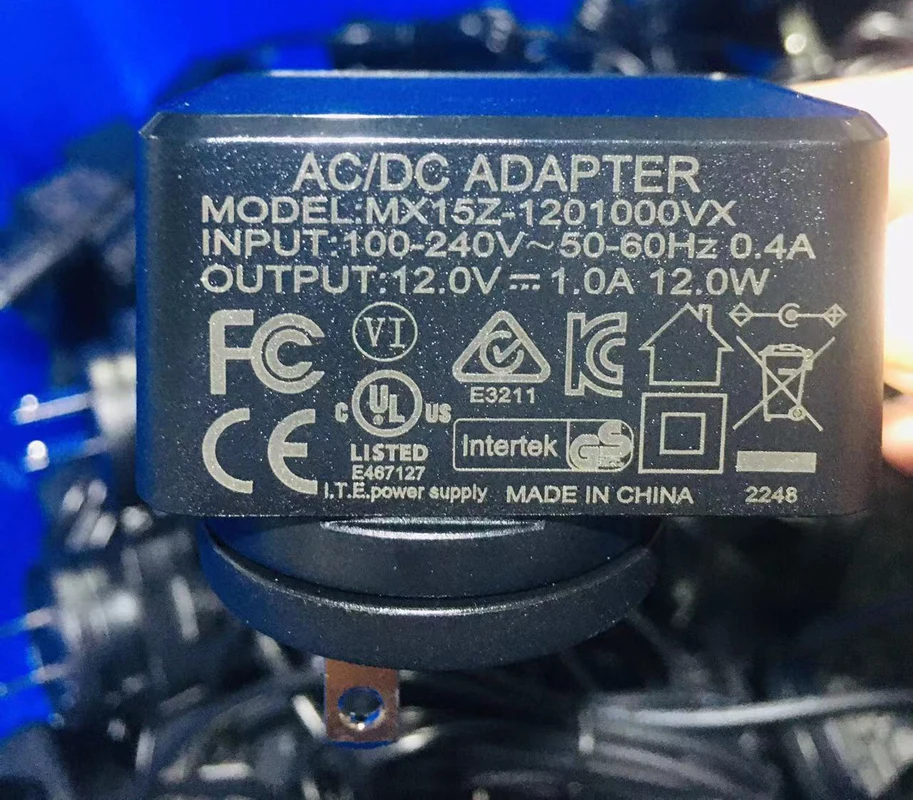 AC/DC ADAPTER
MODEL:MX15Z-1201000VX
INPUT:100-240V~50-60Hz 0.4A
OUTPUT:12.0V⎓1.0A 12.0W
FC
VI
E3211
KC
CE
C UL US
LISTED
E467127
I.T.E.power supply
Intertek GS
MADE IN CHINA
2248